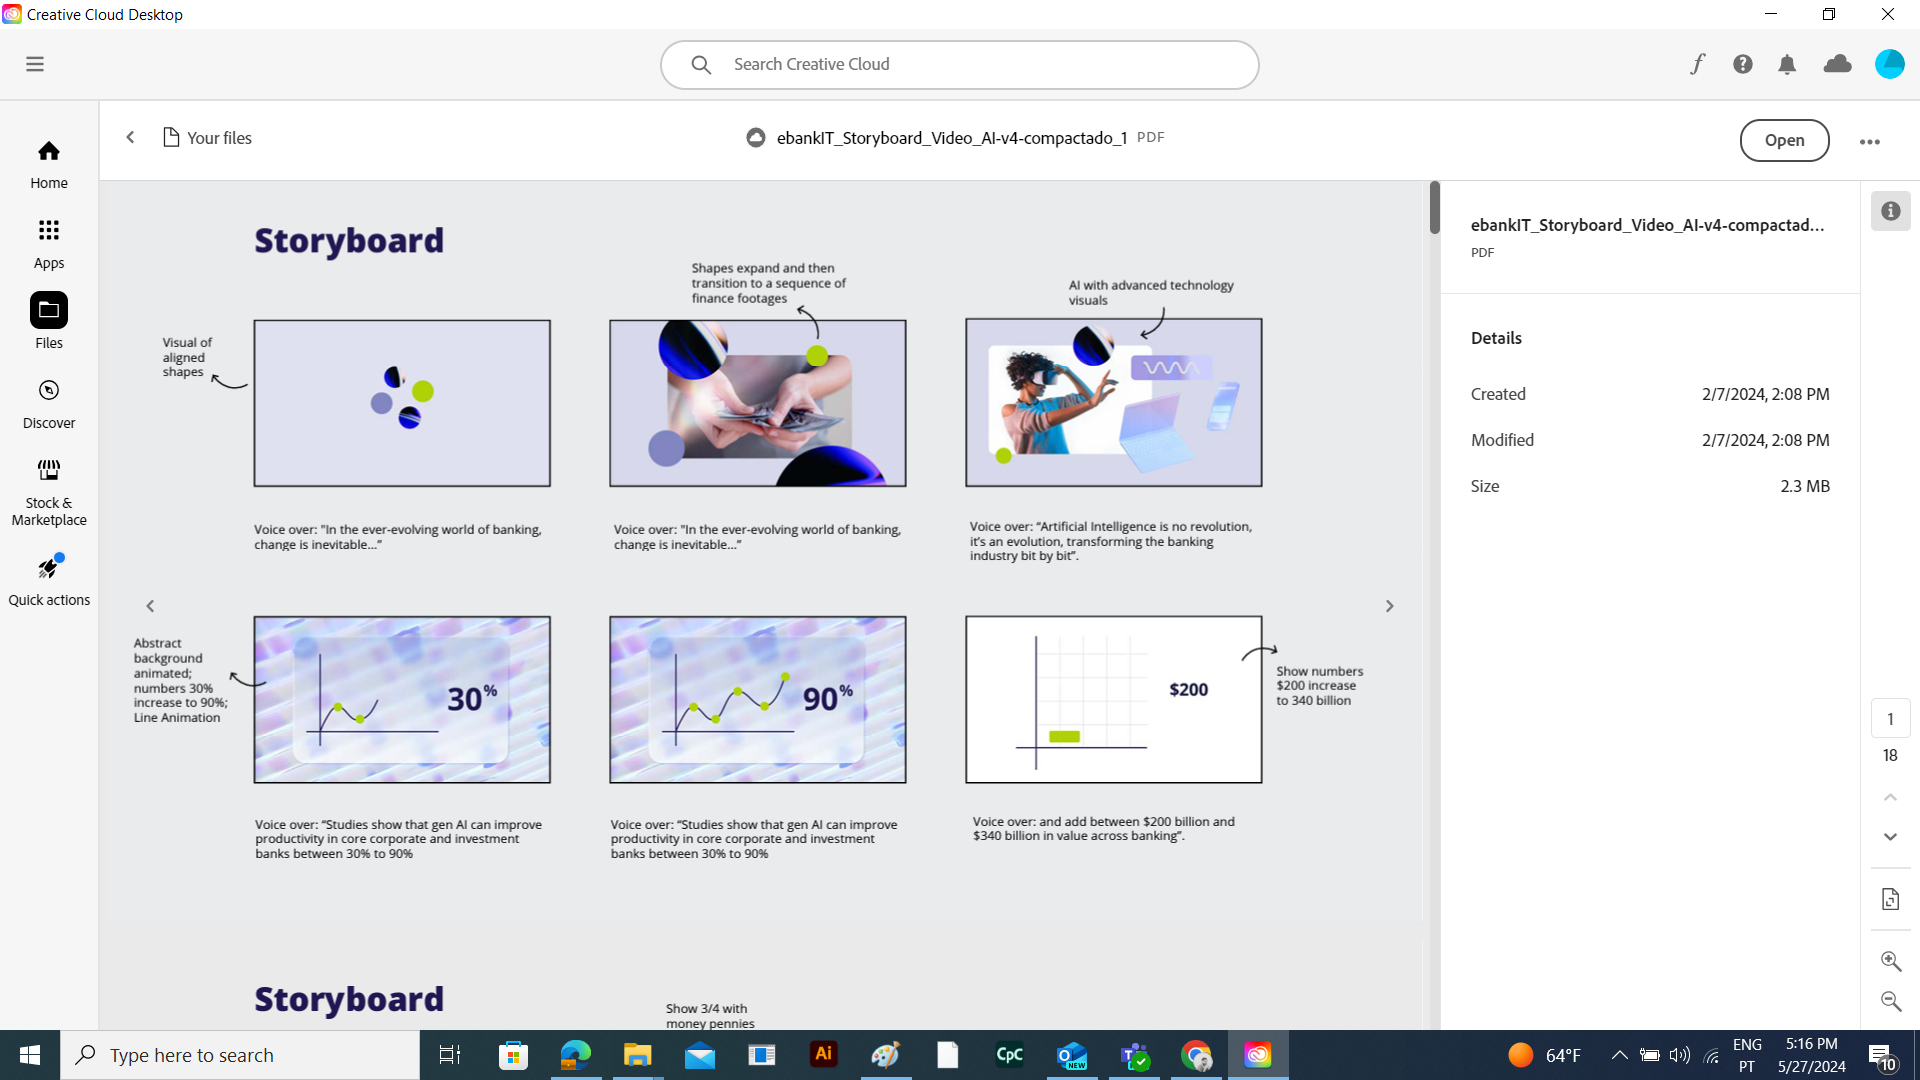 Creative Cloud Desktop
Search Creative Cloud
Your files
ebankIT_Storyboard_Video_AI-v4-compactado_1 PDF
Open
Home
Apps
Files
Discover
Stock &
Marketplace
Quick actions
Storyboard
Visual of
aligned
shapes
Shapes expand and then
transition to a sequence of
finance footages
AI with advanced technology
visuals
Voice over: "In the ever-evolving world of banking,
change is inevitable..."
Voice over: "In the ever-evolving world of banking,
change is inevitable..."
Voice over: “Artificial Intelligence is no revolution,
it’s an evolution, transforming the banking
industry bit by bit”.
Abstract
background
animated;
numbers 30%
increase to 90%;
Line Animation
30%
90%
$200
Show numbers
$200 increase
to 340 billion
Voice over: “Studies show that gen AI can improve
productivity in core corporate and investment
banks between 30% to 90%
Voice over: “Studies show that gen AI can improve
productivity in core corporate and investment
banks between 30% to 90%
Voice over: and add between $200 billion and
$340 billion in value across banking”.
Storyboard
Show 3/4 with
money pennies
ebankIT_Storyboard_Video_AI-v4-compactad...
PDF
Details
Created 2/7/2024, 2:08 PM
Modified 2/7/2024, 2:08 PM
Size 2.3 MB
1
18
Type here to search
Ai
CpC
NEW
64°F
ENG
PT
5:16 PM
5/27/2024
10